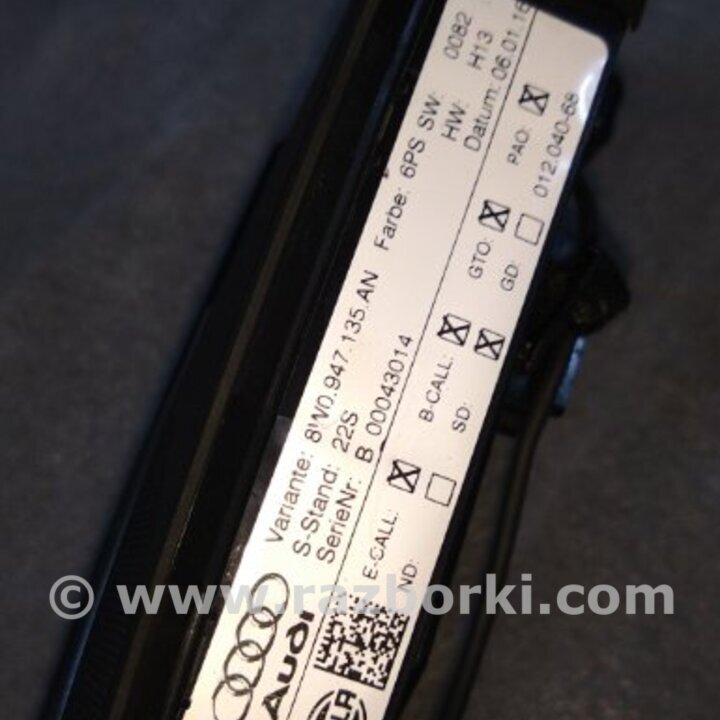 Variante: 8W0.947.135.AN Farbe: 6PS SW: 0082
S-Stand: 22S HW: H13
SerieNr: B 00043014 Datum: 06.01.16
E-CALL: B-CALL: GTO: PAO:
ND: SD: GD: 012.040-68
Audi
© www.razborki.com